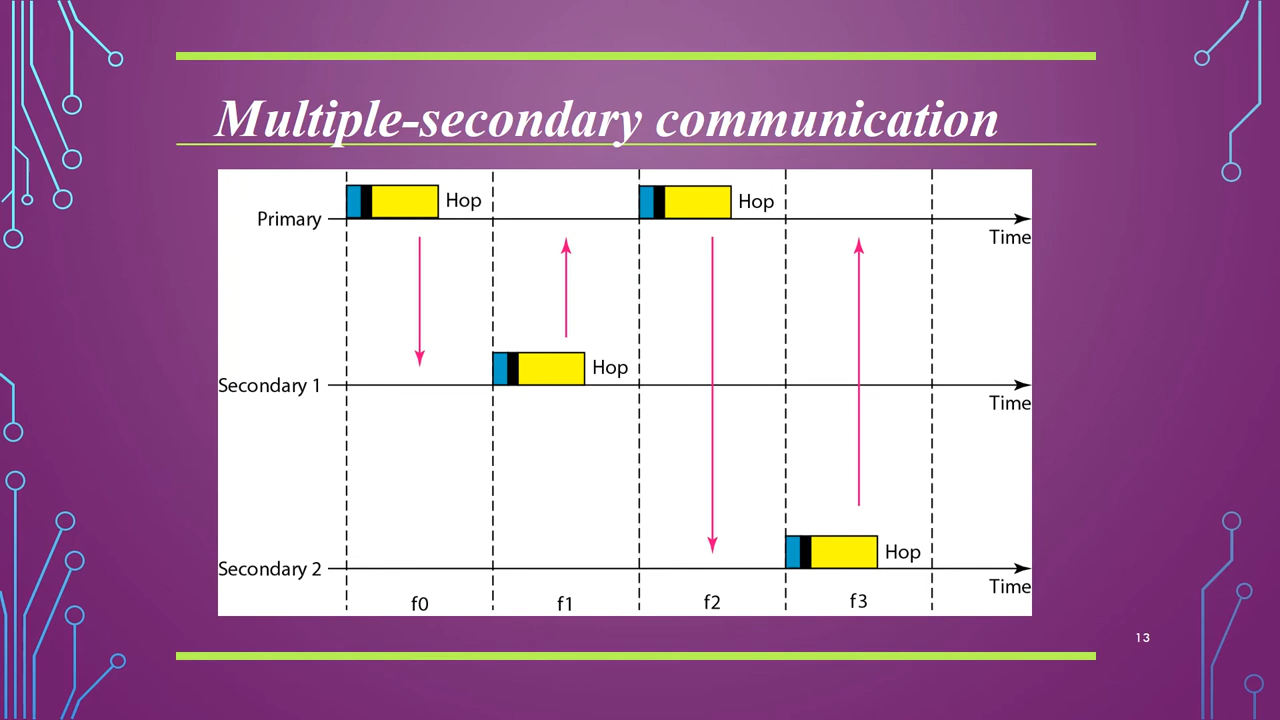 Multiple-secondary communication
Hop
Hop
Primary
Time
Hop
Secondary 1
Time
Hop
Secondary 2
Time
f0
f1
f2
f3
13